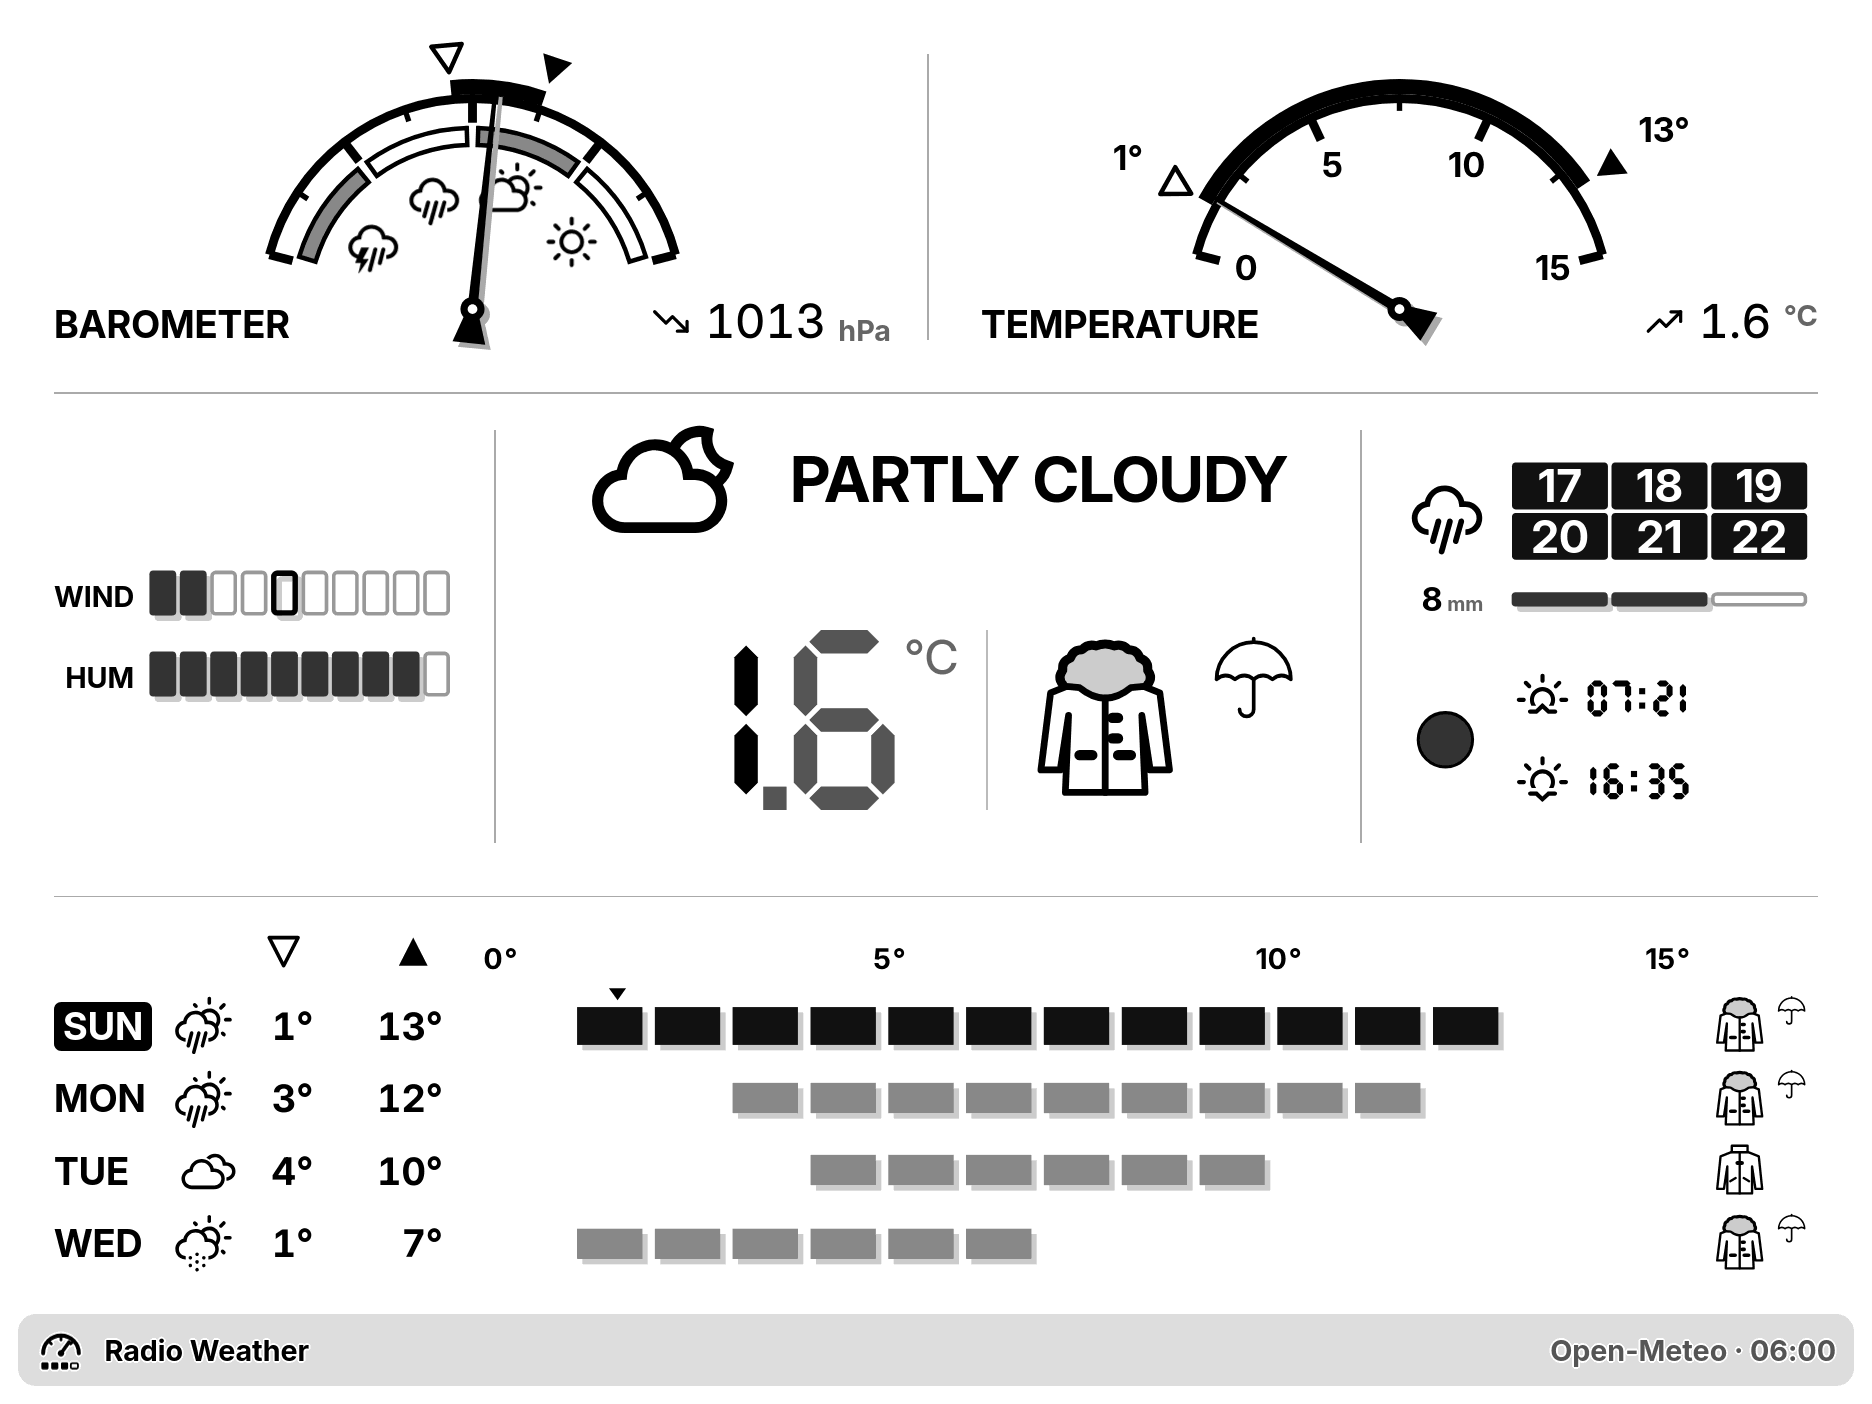 1°
13°
5
10
0
15
BAROMETER
1013 hPa
TEMPERATURE
1.6 °C
PARTLY CLOUDY
17 18 19
20 21 22
WIND
8 mm
HUM
1.6 °C
07:21
16:35
0° 5° 10° 15°
SUN 1° 13°
MON 3° 12°
TUE 4° 10°
WED 1° 7°
Radio Weather
Open-Meteo · 06:00